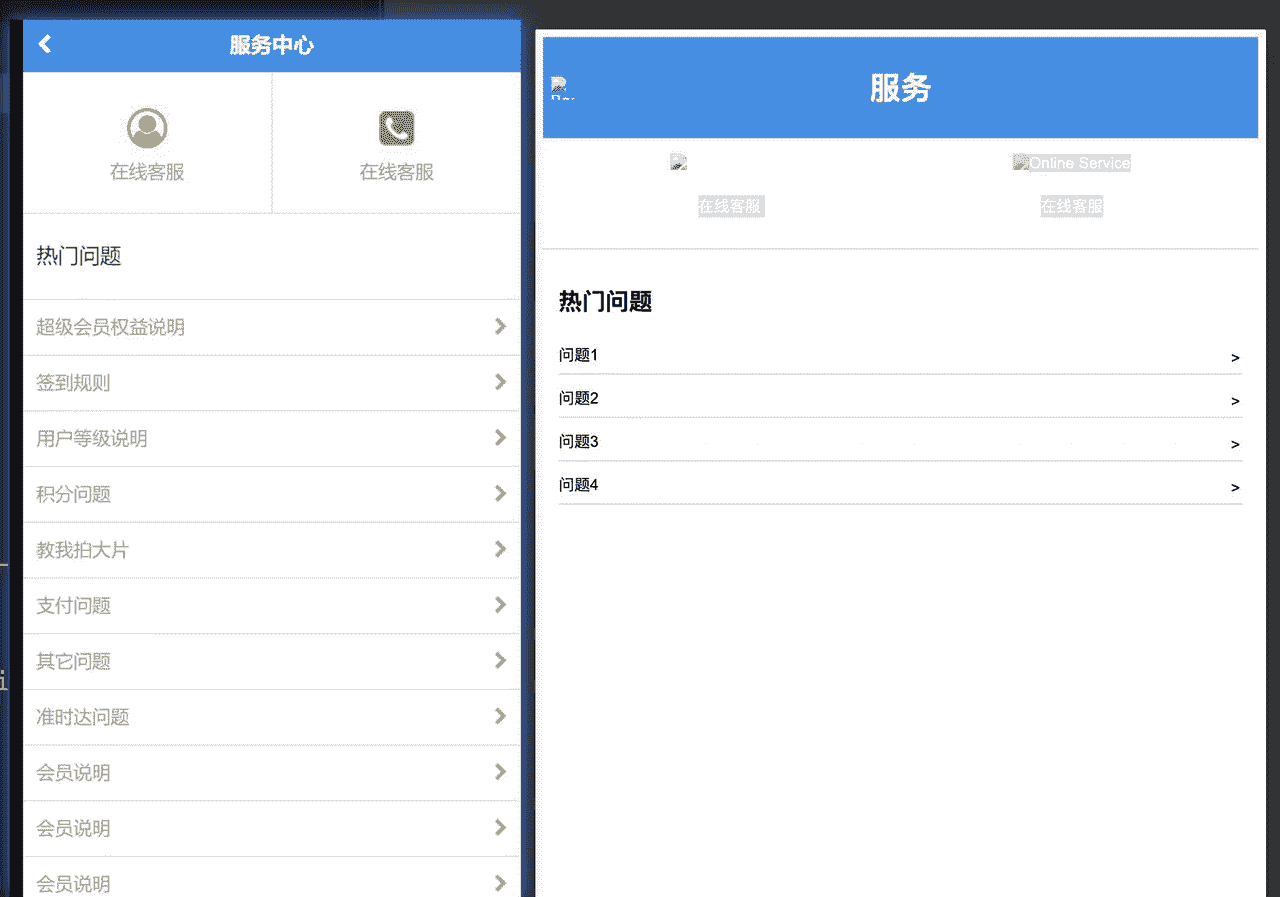 服务中心
在线客服
在线客服
热门问题
超级会员权益说明
签到规则
用户等级说明
积分问题
教我拍大片
支付问题
其它问题
准时达问题
会员说明
会员说明
会员说明
服务
Online Service
在线客服
在线客服
热门问题
问题1 >
问题2 >
问题3 >
问题4 >